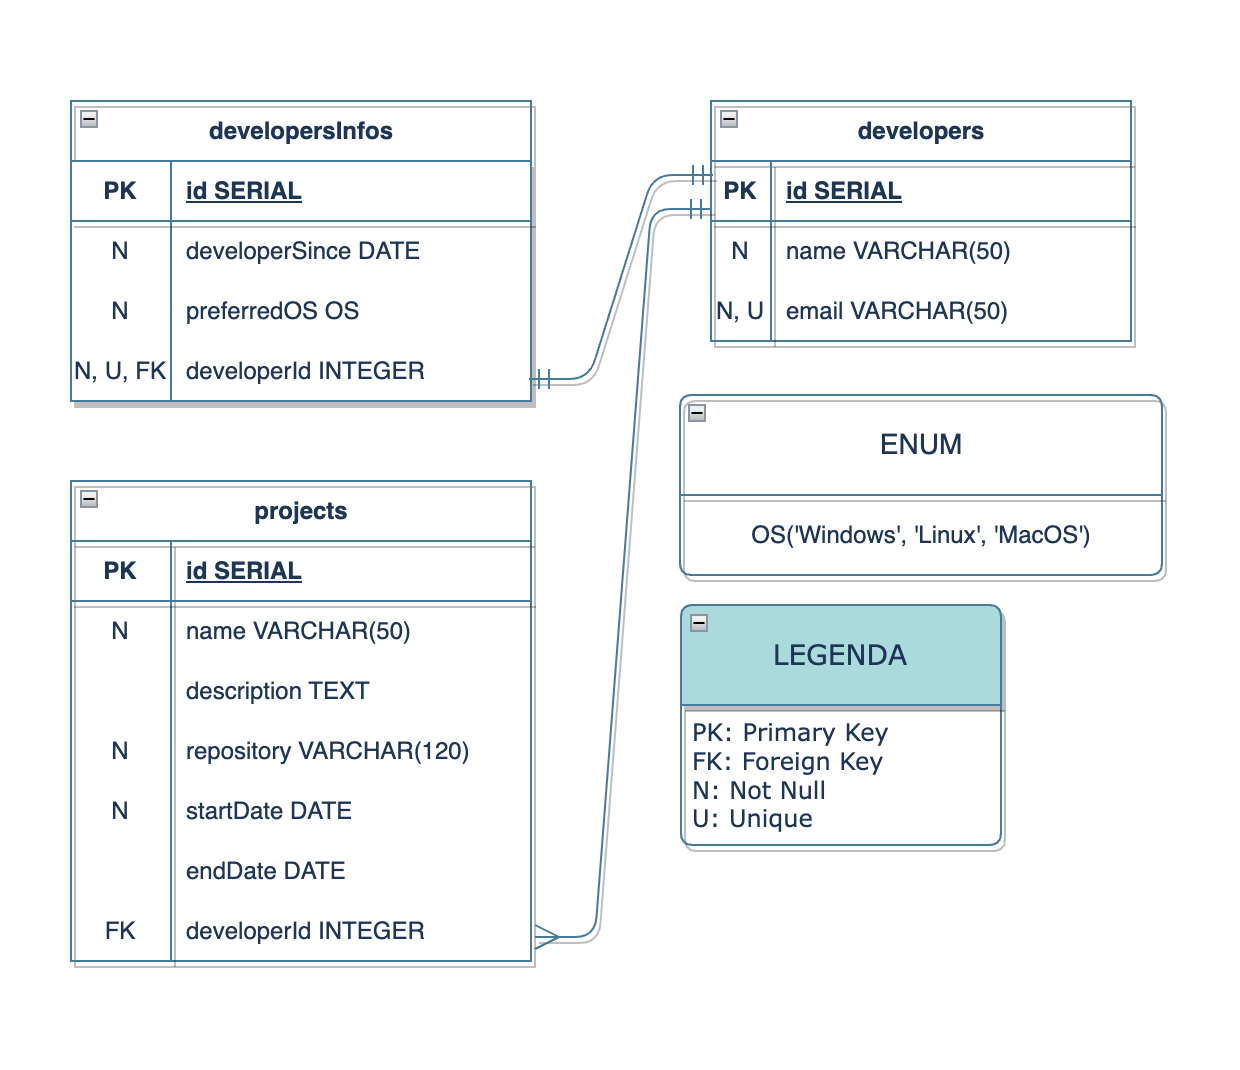 developersInfos
PK id SERIAL
N developerSince DATE
N preferredOS OS
N, U, FK developerId INTEGER
developers
PK id SERIAL
N name VARCHAR(50)
N, U email VARCHAR(50)
ENUM
OS('Windows', 'Linux', 'MacOS')
projects
PK id SERIAL
N name VARCHAR(50)
description TEXT
N repository VARCHAR(120)
N startDate DATE
endDate DATE
FK developerId INTEGER
LEGENDA
PK: Primary Key
FK: Foreign Key
N: Not Null
U: Unique